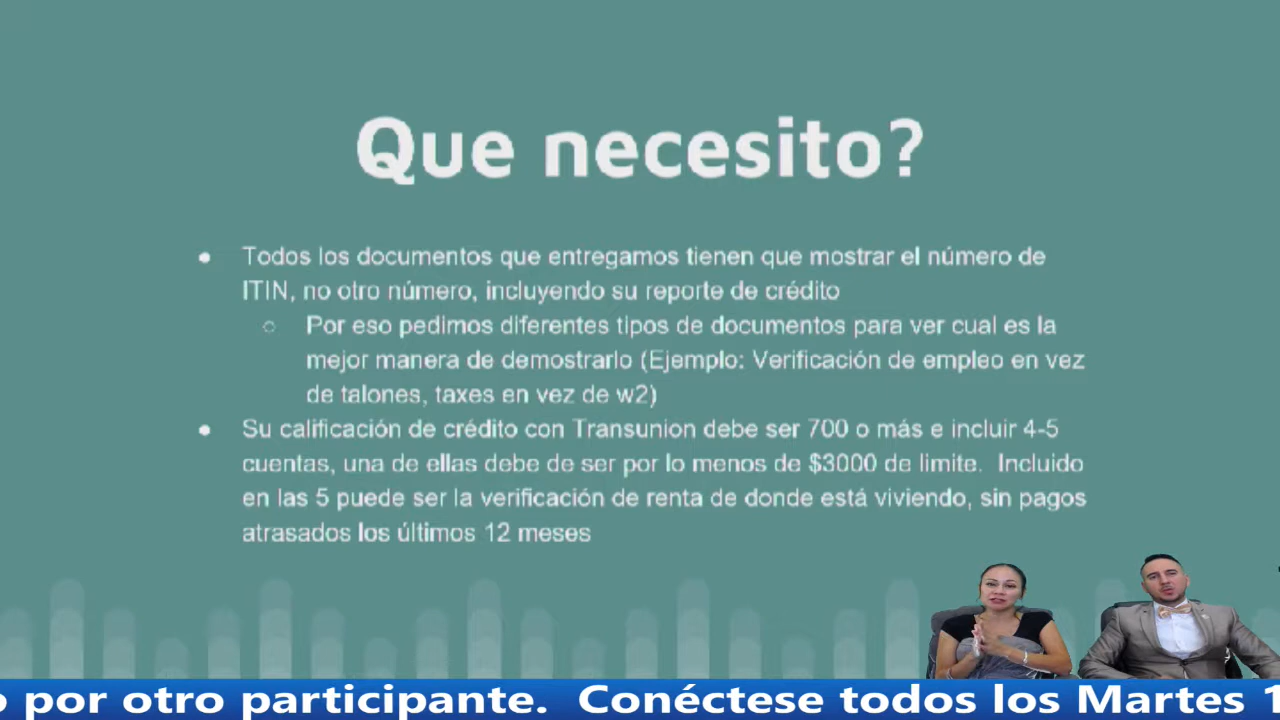 Que necesito?
Todos los documentos que entregamos tienen que mostrar el número de
ITIN, no otro número, incluyendo su reporte de crédito
Por eso pedimos diferentes tipos de documentos para ver cual es la
mejor manera de demostrarlo (Ejemplo: Verificación de empleo en vez
de talones, taxes en vez de w2)
Su calificación de crédito con Transunion debe ser 700 o más e incluir 4-5
cuentas, una de ellas debe de ser por lo menos de $3000 de limite. Incluido
en las 5 puede ser la verificación de renta de donde está viviendo, sin pagos
atrasados los últimos 12 meses
o por otro participante. Conéctese todos los Martes 1